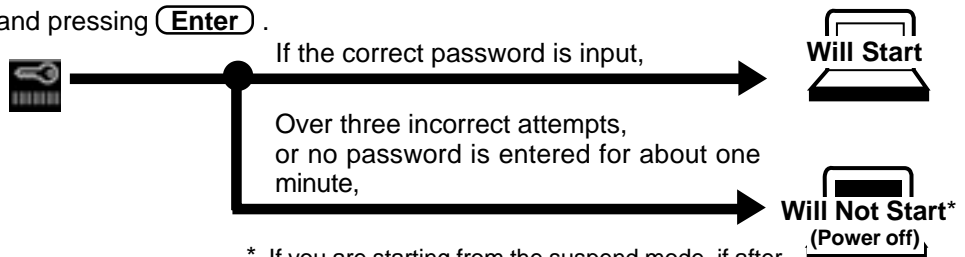 and pressing Enter .
If the correct password is input,
Will Start
Over three incorrect attempts,
or no password is entered for about one
minute,
Will Not Start*
(Power off)
* If you are starting from the suspend mode, if after